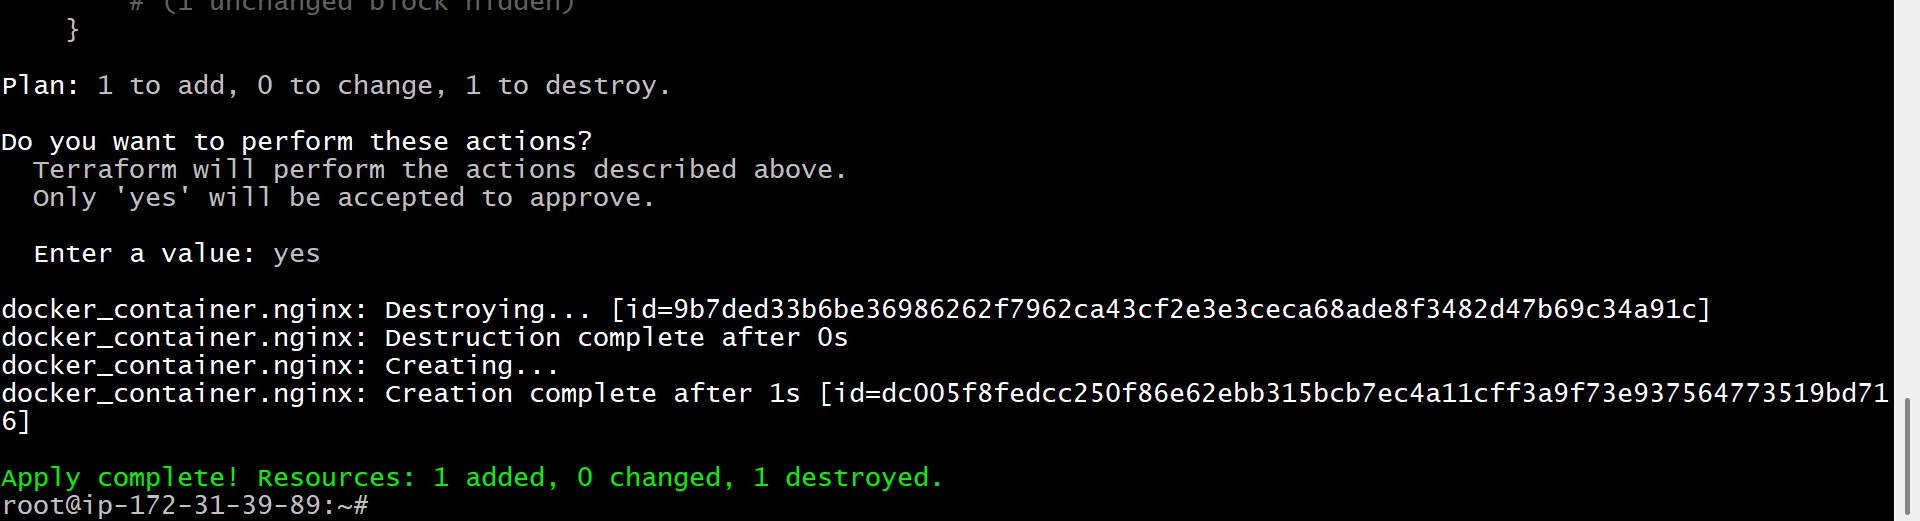 # (1 unchanged block hidden)
}
Plan: 1 to add, 0 to change, 1 to destroy.
Do you want to perform these actions?
Terraform will perform the actions described above.
Only 'yes' will be accepted to approve.
Enter a value: yes
docker_container.nginx: Destroying... [id=9b7ded33b6be36986262f7962ca43cf2e3e3ceca68ade8f3482d47b69c34a91c]
docker_container.nginx: Destruction complete after 0s
docker_container.nginx: Creating...
docker_container.nginx: Creation complete after 1s [id=dc005f8fedcc250f86e62ebb315bcb7ec4a11cff3a9f73e937564773519bd71
6]
Apply complete! Resources: 1 added, 0 changed, 1 destroyed.
root@ip-172-31-39-89:~#